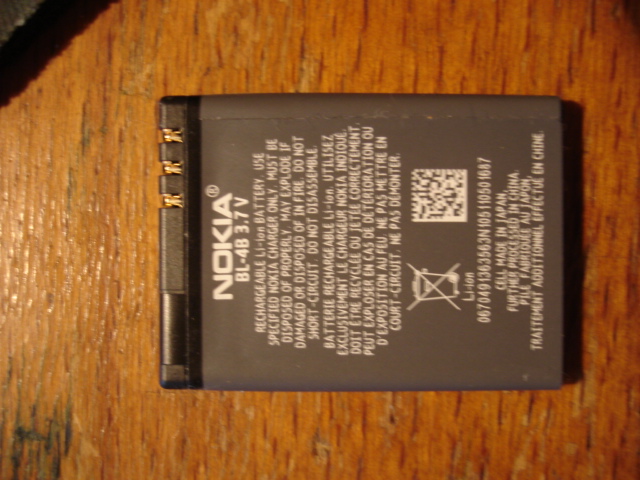 NOKIA®
BL-4B 3.7 V
RECHARGEABLE Li-Ion BATTERY. USE
SPECIFIED NOKIA CHARGER ONLY. MUST BE
DISPOSED OF PROPERLY. MAY EXPLODE IF
DAMAGED OR DISPOSED OF IN FIRE. DO NOT
SHORT-CIRCUIT. DO NOT DISASSEMBLE.
BATTERIE RECHARGEABLE Li-Ion. UTILISEZ
EXCLUSIVEMENT LE CHARGEUR NOKIA INDIQUÉ.
DOIT ÊTRE RECYCLÉE OU JETÉE CORRECTEMENT.
PEUT EXPLOSER EN CAS DE DÉTÉRIORATION OU
D'EXPOSITION AU FEU. NE PAS METTRE EN
COURT-CIRCUIT. NE PAS DÉMONTER.
Li-Ion
CELL MADE IN JAPAN.
FURTHER PROCESSED IN CHINA.
PILE FABRIQUÉE AU JAPON.
TRAITEMENT ADDITIONNEL EFFECTUÉ EN CHINE.